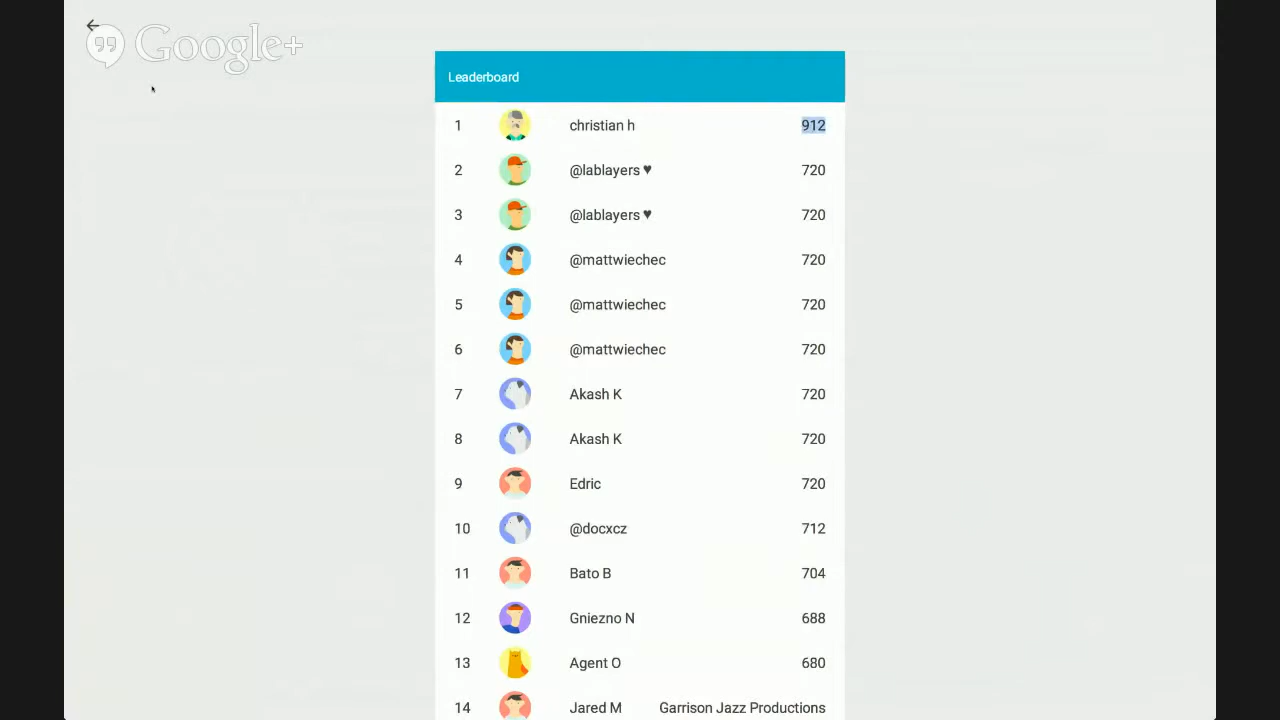 Google+
Leaderboard
1 christian h 912
2 @lablayers ♥ 720
3 @lablayers ♥ 720
4 @mattwiechec 720
5 @mattwiechec 720
6 @mattwiechec 720
7 Akash K 720
8 Akash K 720
9 Edric 720
10 @docxcz 712
11 Bato B 704
12 Gniezno N 688
13 Agent O 680
14 Jared M Garrison Jazz Productions